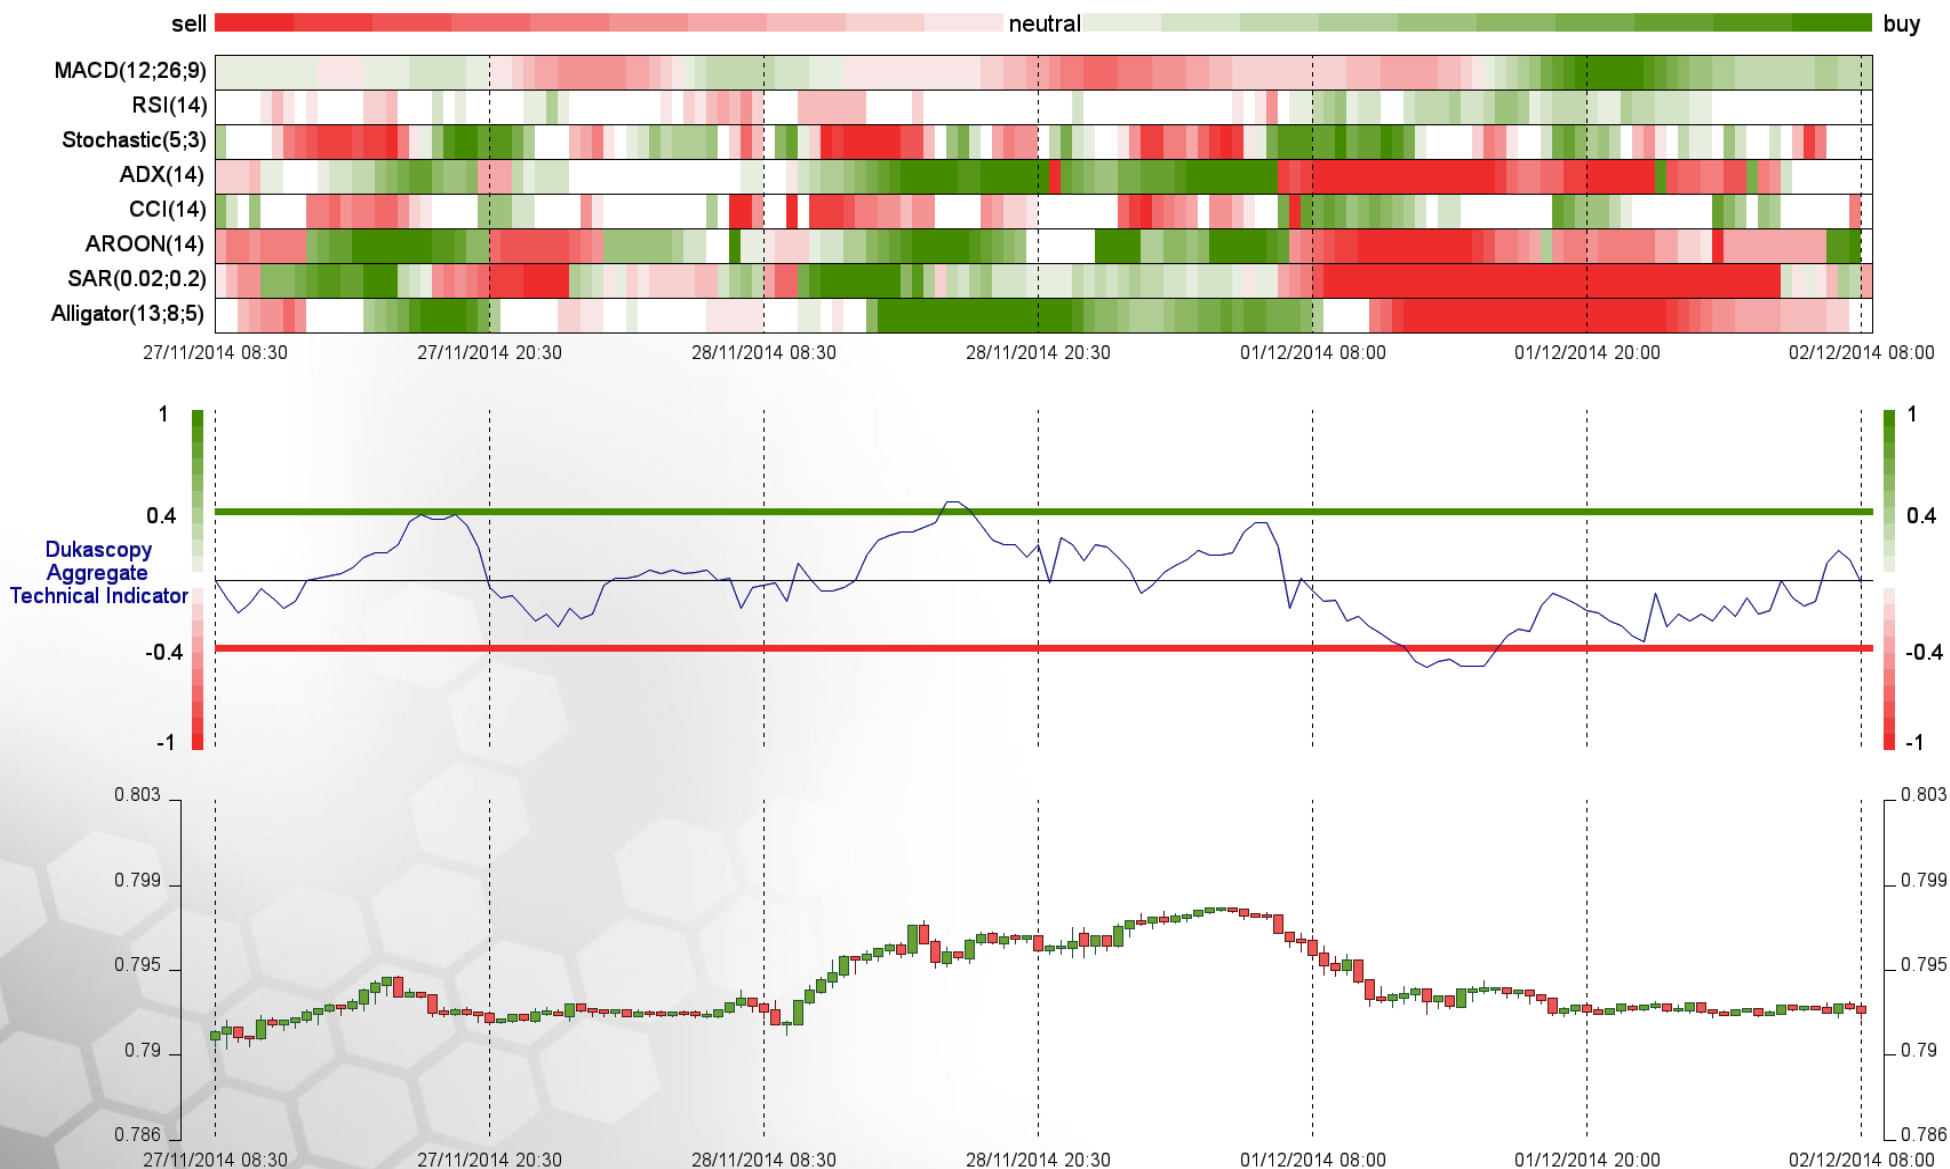 sell neutral buy
MACD(12;26;9)
RSI(14)
Stochastic(5;3)
ADX(14)
CCI(14)
AROON(14)
SAR(0.02;0.2)
Alligator(13;8;5)
27/11/2014 08:30 27/11/2014 20:30 28/11/2014 08:30 28/11/2014 20:30 01/12/2014 08:00 01/12/2014 20:00 02/12/2014 08:00
1 1
0.4 0.4
Dukascopy
Aggregate
Technical Indicator
-0.4 -0.4
-1 -1
0.803 0.803
0.799 0.799
0.795 0.795
0.79 0.79
0.786 0.786
27/11/2014 08:30 27/11/2014 20:30 28/11/2014 08:30 28/11/2014 20:30 01/12/2014 08:00 01/12/2014 20:00 02/12/2014 08:00